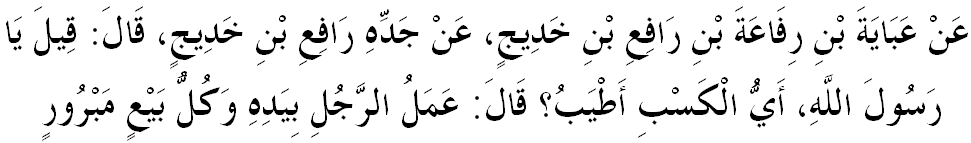 عَنْ عَبَايَةَ بْنِ رِفَاعَةَ بْنِ رَافِعِ بْنِ خَدِيجٍ، عَنْ جَدِّهِ رَافِعِ بْنِ خَدِيجٍ، قَالَ: قِيلَ يَا
رَسُولَ اللَّهِ، أَيُّ الْكَسْبِ أَطْيَبُ؟ قَالَ: عَمَلُ الرَّجُلِ بِيَدِهِ وَكُلُّ بَيْعٍ مَبْرُورٍ